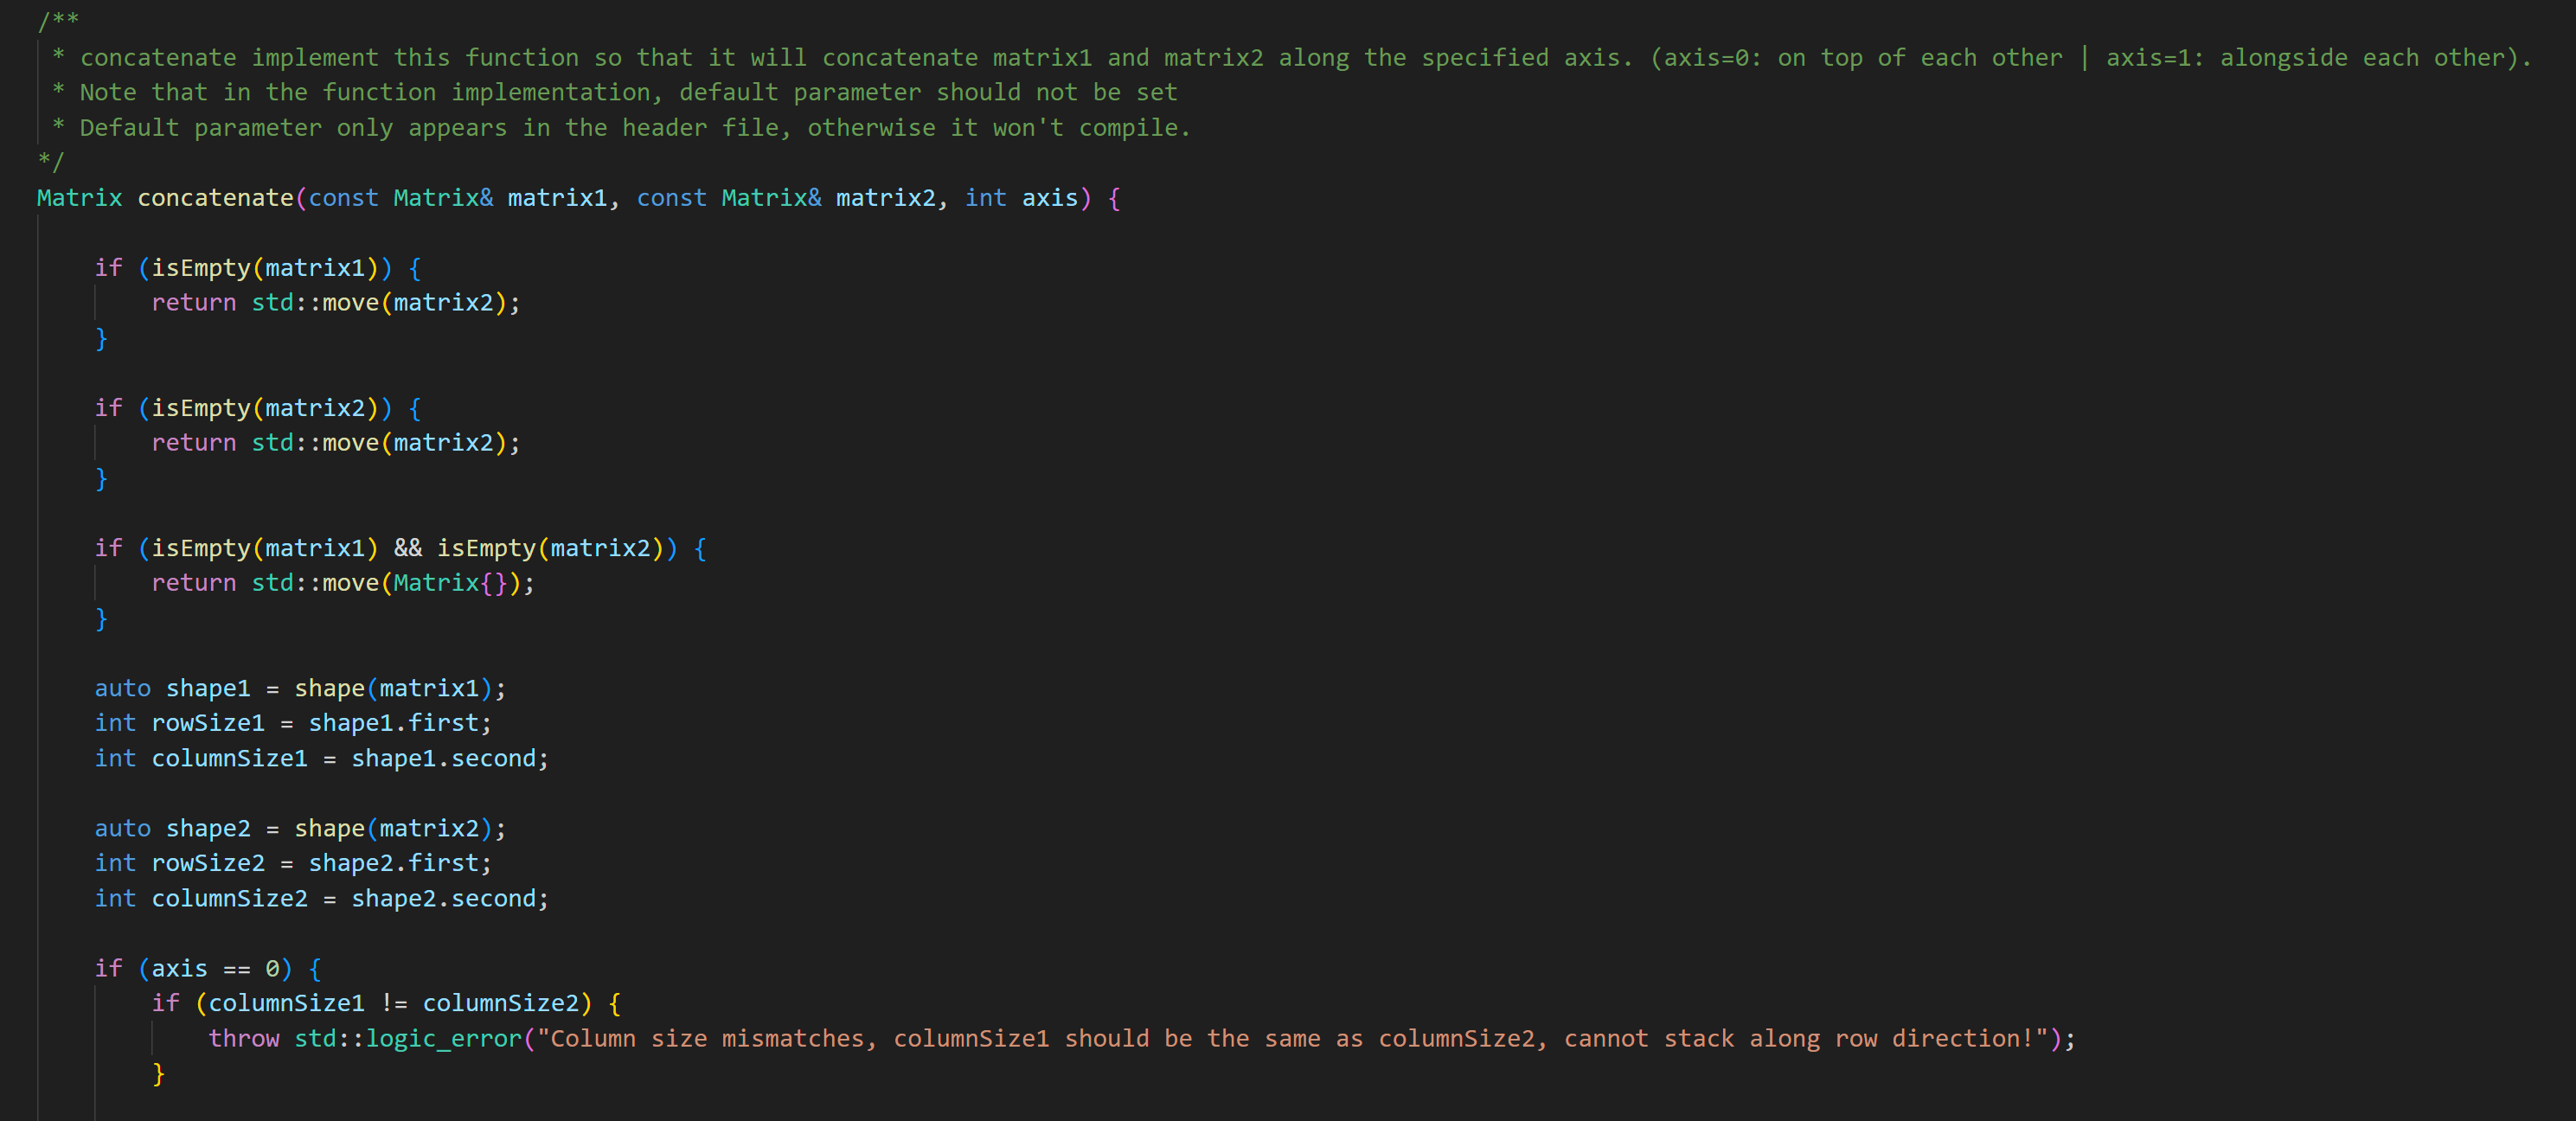 /**
 * concatenate implement this function so that it will concatenate matrix1 and matrix2 along the specified axis. (axis=0: on top of each other | axis=1: alongside each other).
 * Note that in the function implementation, default parameter should not be set
 * Default parameter only appears in the header file, otherwise it won't compile.
*/
Matrix concatenate(const Matrix& matrix1, const Matrix& matrix2, int axis) {
    if (isEmpty(matrix1)) {
        return std::move(matrix2);
    }
    if (isEmpty(matrix2)) {
        return std::move(matrix2);
    }
    if (isEmpty(matrix1) && isEmpty(matrix2)) {
        return std::move(Matrix{});
    }
    auto shape1 = shape(matrix1);
    int rowSize1 = shape1.first;
    int columnSize1 = shape1.second;
    auto shape2 = shape(matrix2);
    int rowSize2 = shape2.first;
    int columnSize2 = shape2.second;
    if (axis == 0) {
        if (columnSize1 != columnSize2) {
            throw std::logic_error("Column size mismatches, columnSize1 should be the same as columnSize2, cannot stack along row direction!");
        }